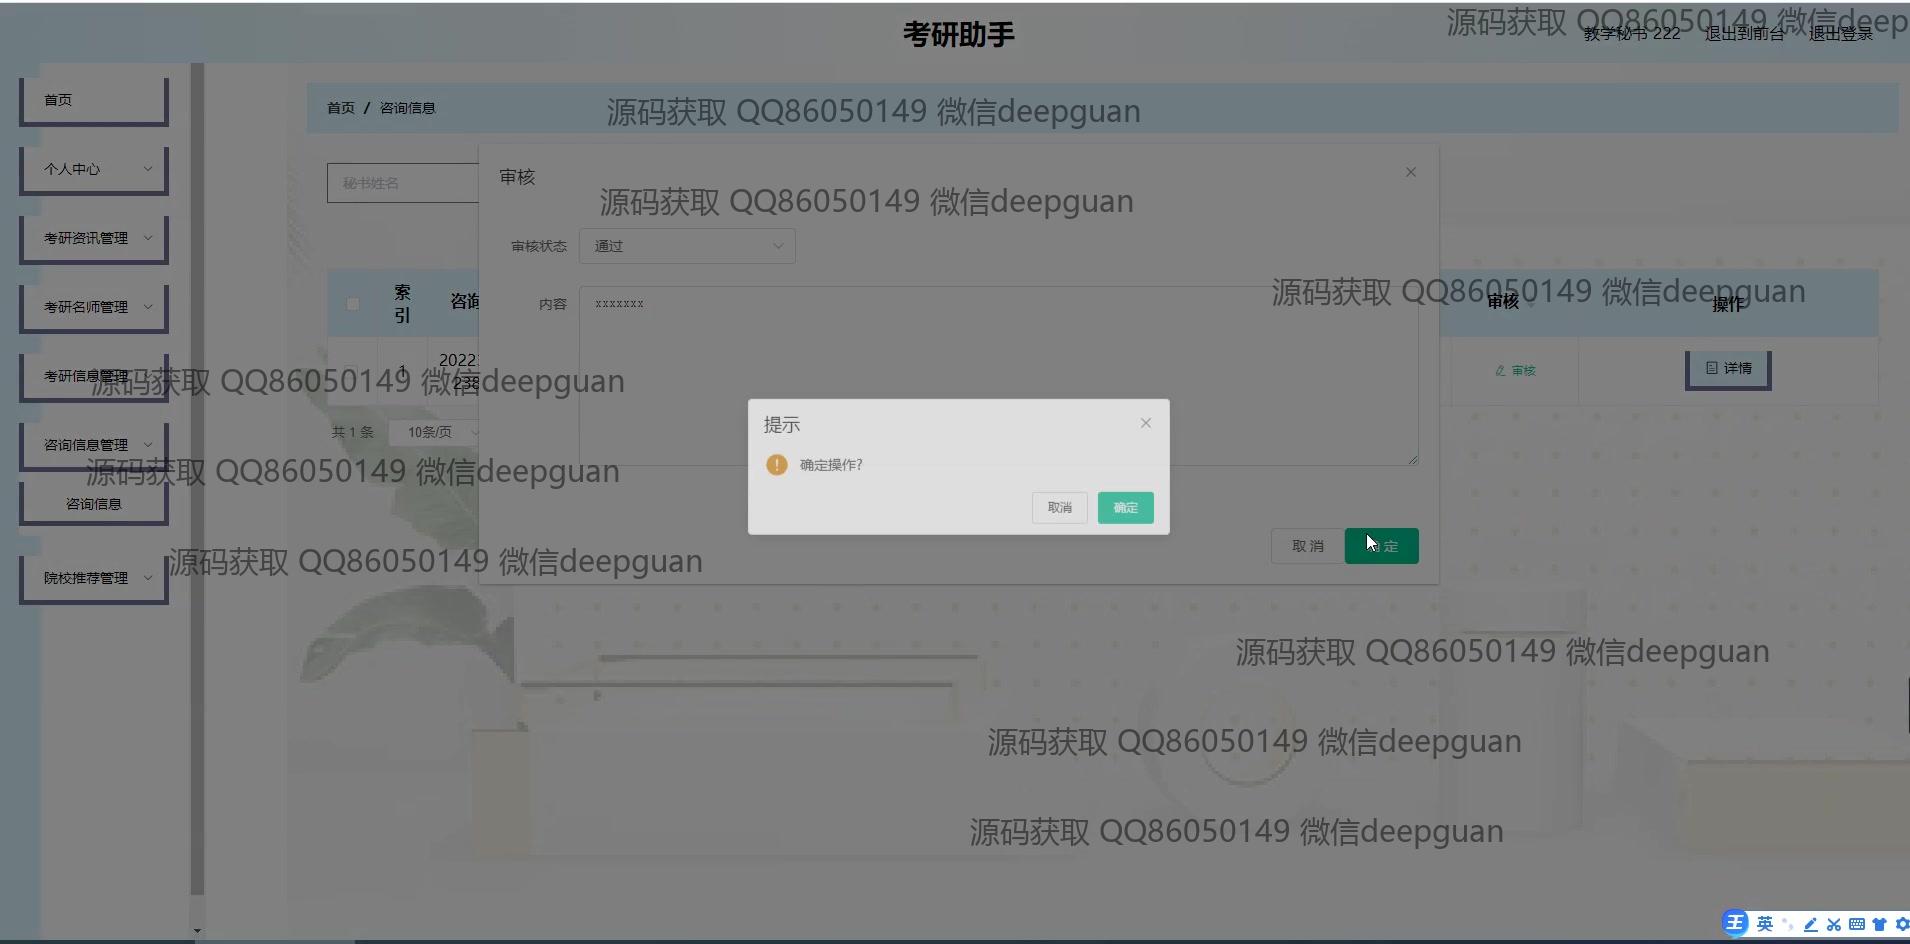 考研助手
源码获取 QQ86050149 微信deep
教学秘书 222 退出到前台 退出登录
首页
个人中心
考研资讯管理
考研名师管理
考研信息管理
咨询信息管理
咨询信息
院校推荐管理
首页 / 咨询信息
源码获取 QQ86050149 微信deepguan
秘书姓名
审核
源码获取 QQ86050149 微信deepguan
审核状态 通过
内容 xxxxxxx
源码获取 QQ86050149 微信deepguan
索引 咨询 审核 操作
1 2022 238 审核 详情
源码获取 QQ86050149 微信deepguan
共 1 条 10条/页
源码获取 QQ86050149 微信deepguan
提示
确定操作?
取消 确定
取消 定
源码获取 QQ86050149 微信deepguan
源码获取 QQ86050149 微信deepguan
源码获取 QQ86050149 微信deepguan
源码获取 QQ86050149 微信deepguan
王 英